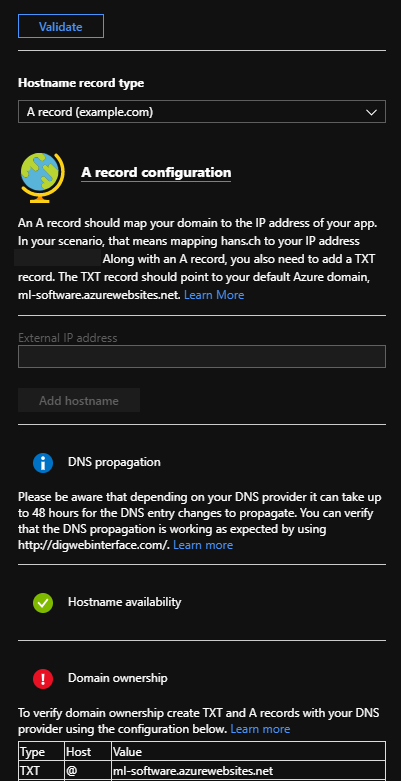 Validate
Hostname record type
A record (example.com)
A record configuration
An A record should map your domain to the IP address of your app.
In your scenario, that means mapping hans.ch to your IP address
Along with an A record, you also need to add a TXT
record. The TXT record should point to your default Azure domain,
ml-software.azurewebsites.net. Learn More
External IP address
Add hostname
DNS propagation
Please be aware that depending on your DNS provider it can take up
to 48 hours for the DNS entry changes to propagate. You can verify
that the DNS propagation is working as expected by using
http://digwebinterface.com/. Learn more
Hostname availability
Domain ownership
To verify domain ownership create TXT and A records with your DNS
provider using the configuration below. Learn more
Type Host Value
TXT @ ml-software.azurewebsites.net